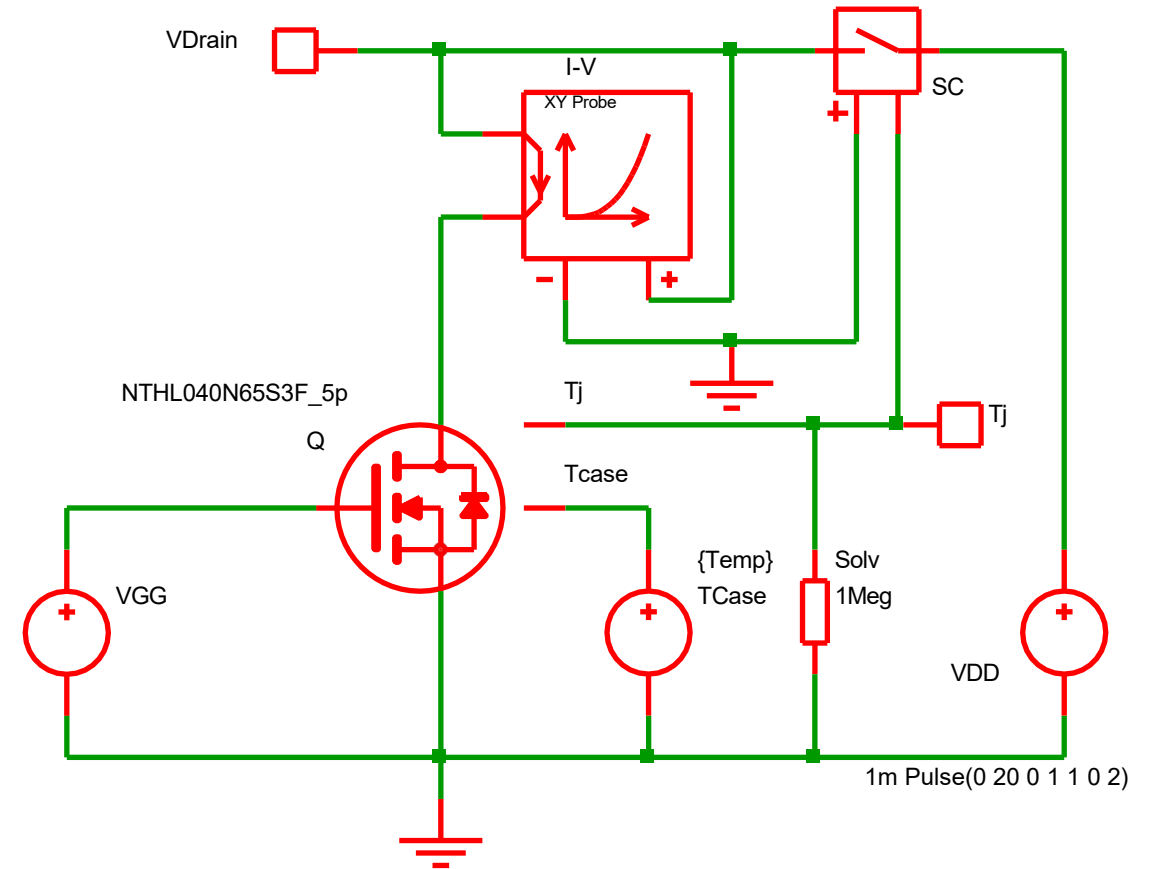 VDrain
I-V
XY Probe
SC
NTHL040N65S3F_5p
Q
Tj
Tj
Tcase
{Temp}
TCase
Solv
1Meg
VGG
VDD
1m Pulse(0 20 0 1 1 0 2)